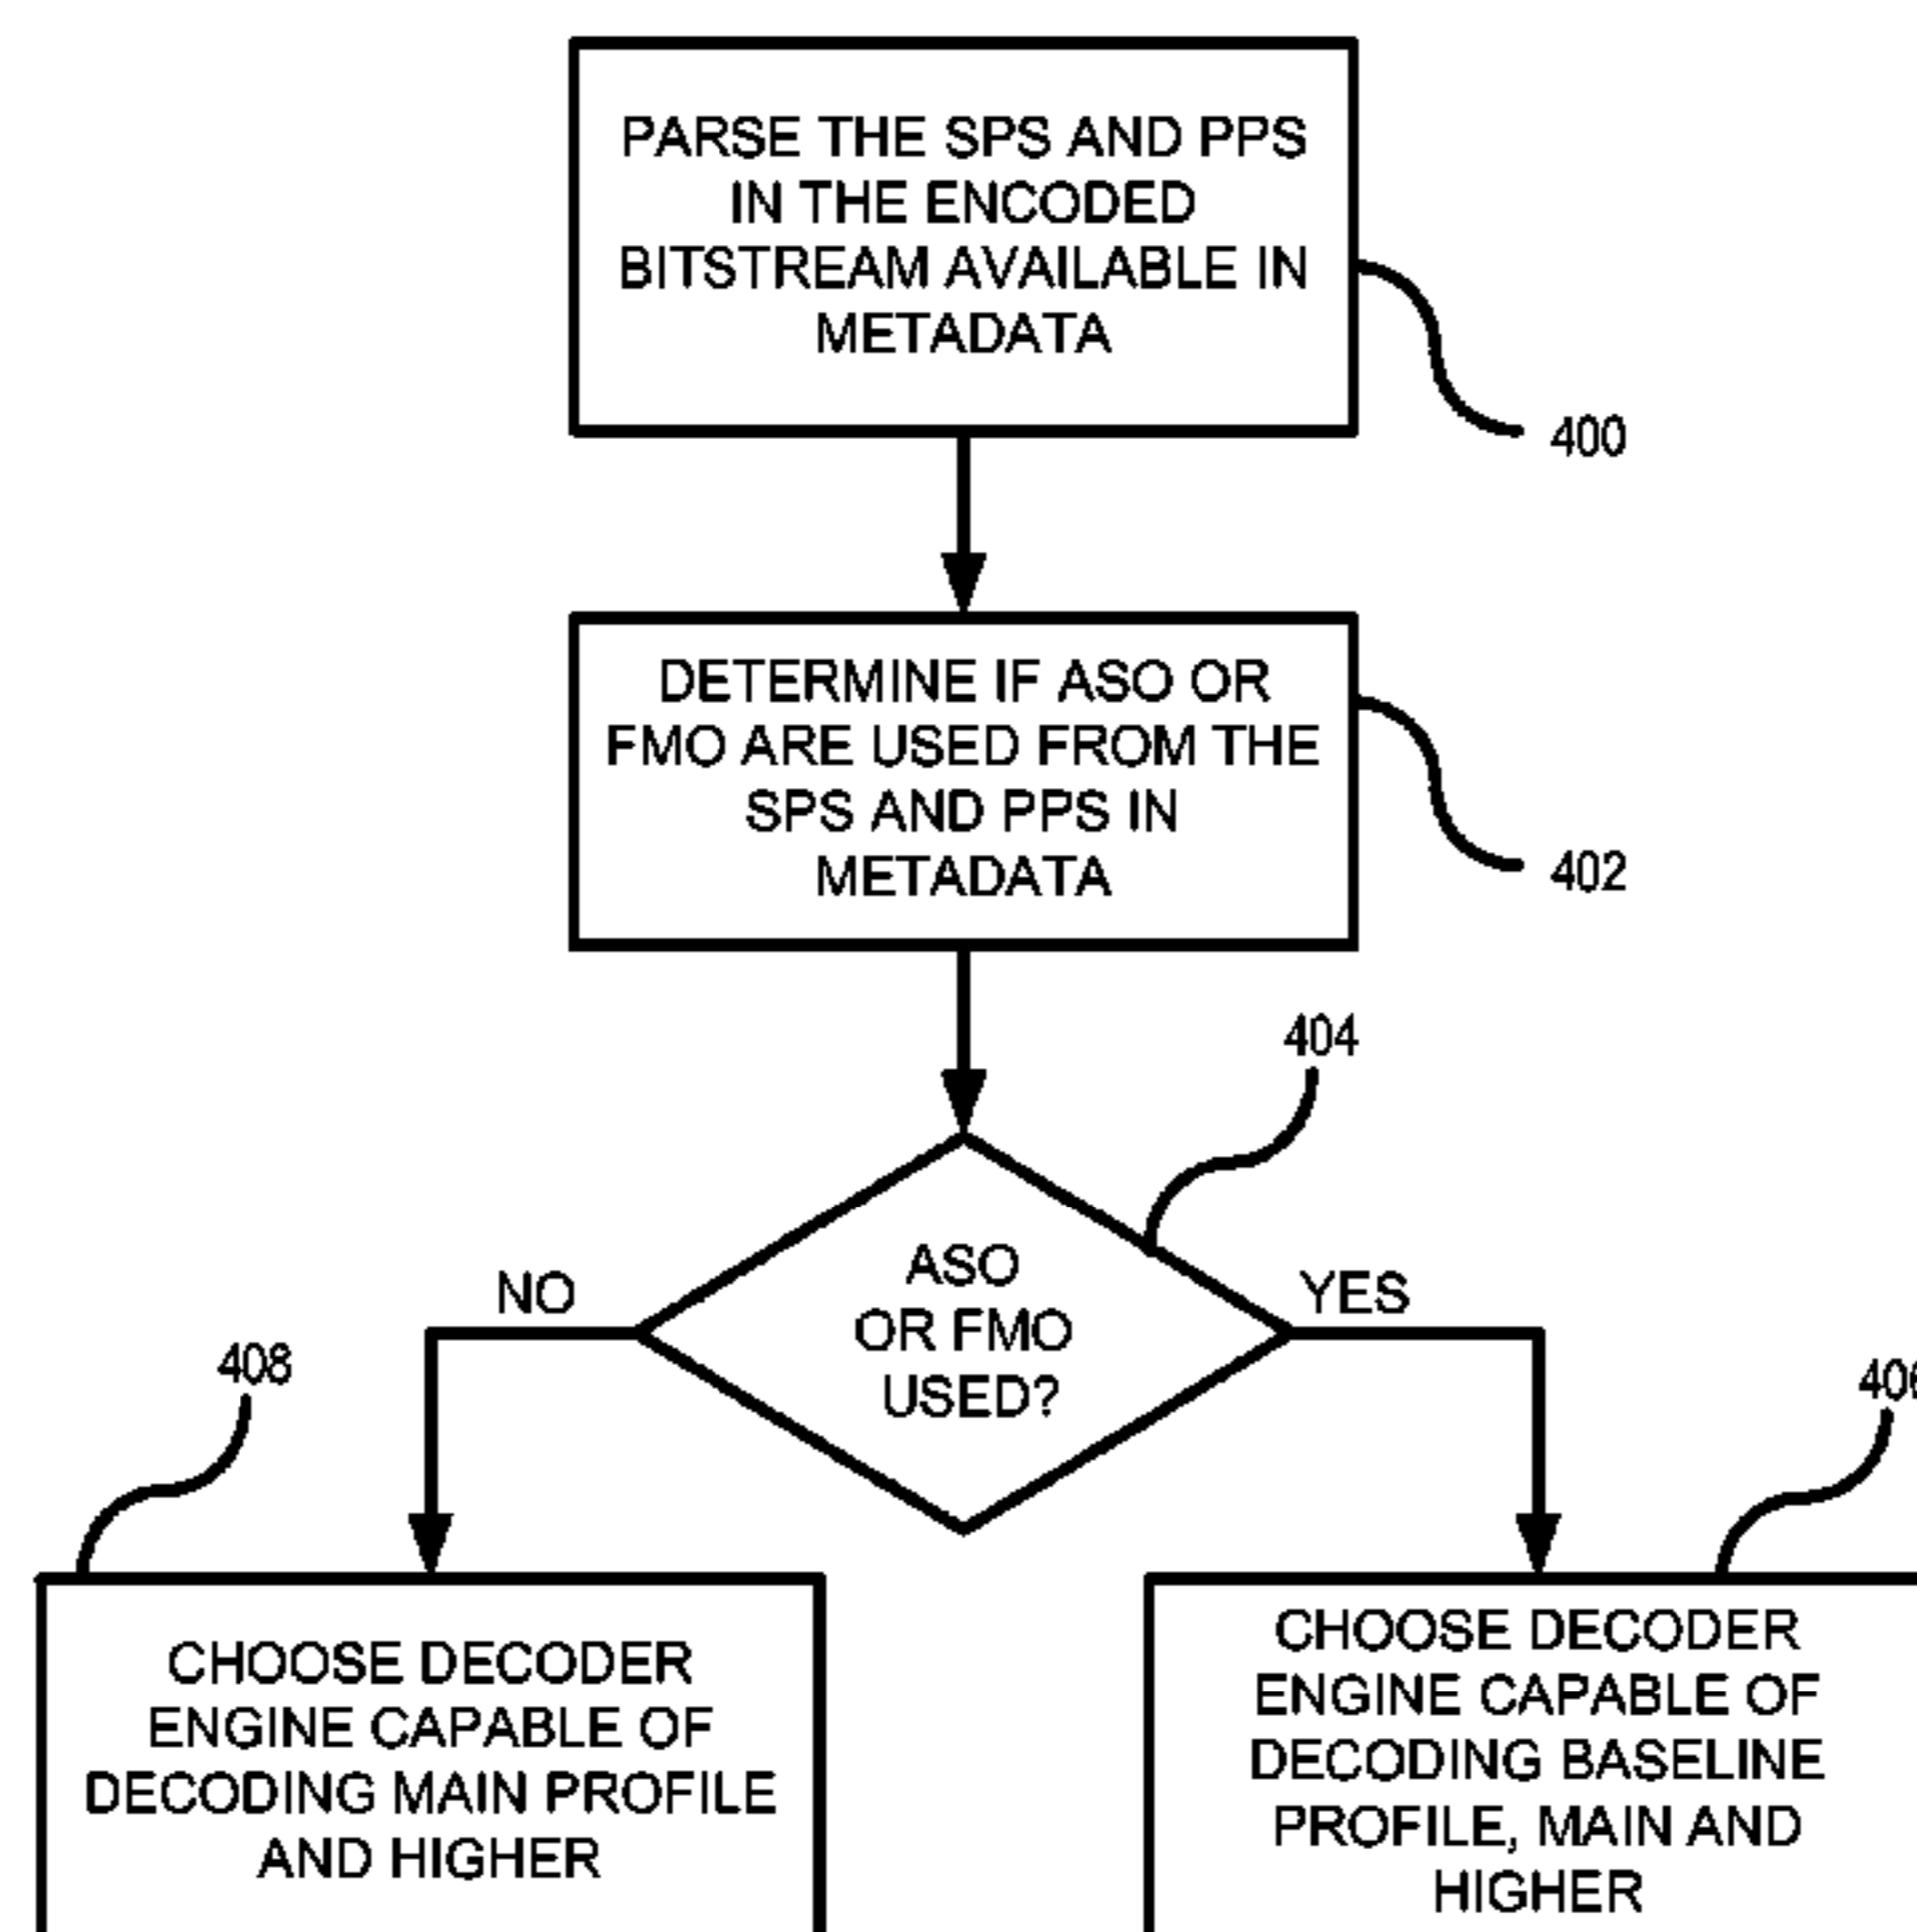 PARSE THE SPS AND PPS
IN THE ENCODED
BITSTREAM AVAILABLE IN
METADATA
400
DETERMINE IF ASO OR
FMO ARE USED FROM THE
SPS AND PPS IN
METADATA
402
404
ASO
OR FMO
USED?
NO
YES
408
CHOOSE DECODER
ENGINE CAPABLE OF
DECODING MAIN PROFILE
AND HIGHER
CHOOSE DECODER
ENGINE CAPABLE OF
DECODING BASELINE
PROFILE, MAIN AND
HIGHER